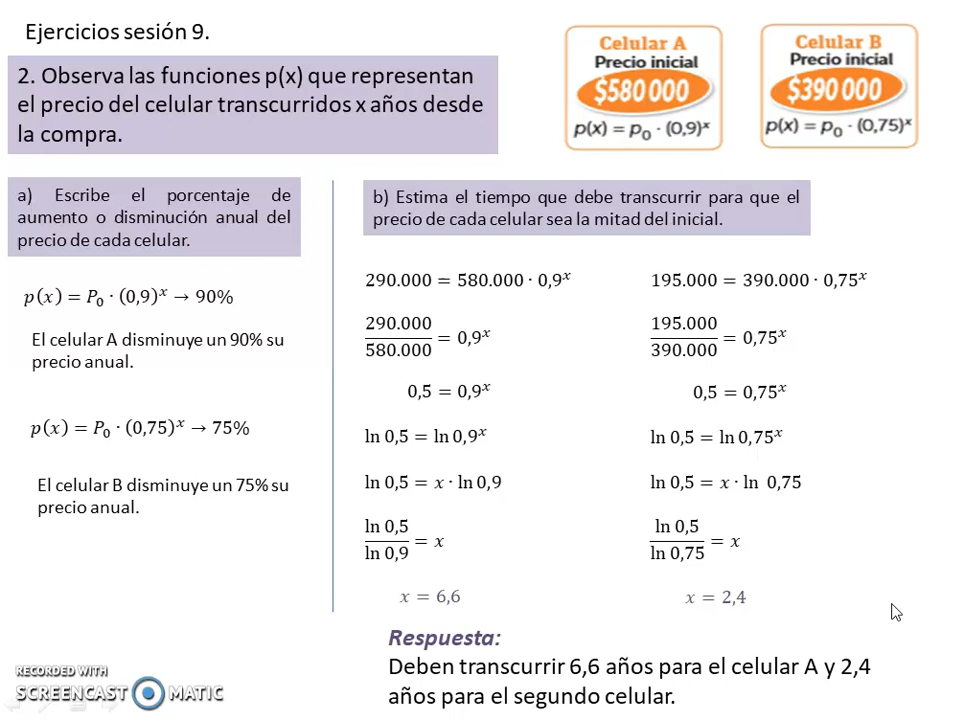 Ejercicios sesión 9.
2. Observa las funciones p(x) que representan
el precio del celular transcurridos x años desde
la compra.
Celular A
Precio inicial
$580 000
p(x) = p₀ · (0,9)ˣ
Celular B
Precio inicial
$390 000
p(x) = p₀ · (0,75)ˣ
a) Escribe el porcentaje de
aumento o disminución anual del
precio de cada celular.
p(x) = P₀ · (0,9)ˣ → 90%
El celular A disminuye un 90% su
precio anual.
p(x) = P₀ · (0,75)ˣ → 75%
El celular B disminuye un 75% su
precio anual.
b) Estima el tiempo que debe transcurrir para que el
precio de cada celular sea la mitad del inicial.
290.000 = 580.000 · 0,9ˣ
290.000
580.000 = 0,9ˣ
0,5 = 0,9ˣ
ln 0,5 = ln 0,9ˣ
ln 0,5 = x · ln 0,9
ln 0,5
ln 0,9 = x
x = 6,6
195.000 = 390.000 · 0,75ˣ
195.000
390.000 = 0,75ˣ
0,5 = 0,75ˣ
ln 0,5 = ln 0,75ˣ
ln 0,5 = x · ln 0,75
ln 0,5
ln 0,75 = x
x = 2,4
Respuesta:
Deben transcurrir 6,6 años para el celular A y 2,4
años para el segundo celular.
RECORDED WITH
SCREENCAST MATIC